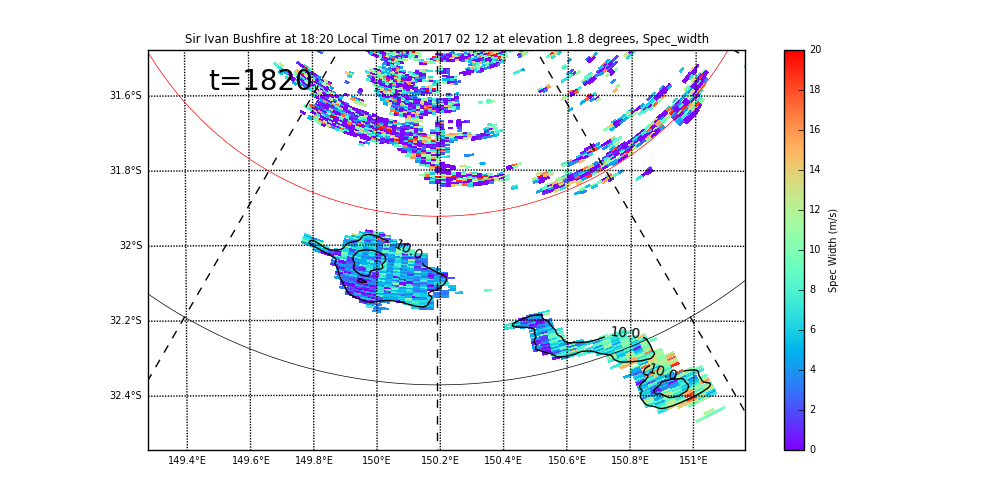 Sir Ivan Bushfire at 18:20 Local Time on 2017 02 12 at elevation 1.8 degrees, Spec_width
t=1820
31.6°S
31.8°S
32°S
32.2°S
32.4°S
10.0
10.0
10.0
149.4°E 149.6°E 149.8°E 150°E 150.2°E 150.4°E 150.6°E 150.8°E 151°E
20
18
16
14
12
10
8
6
4
2
0
Spec Width (m/s)